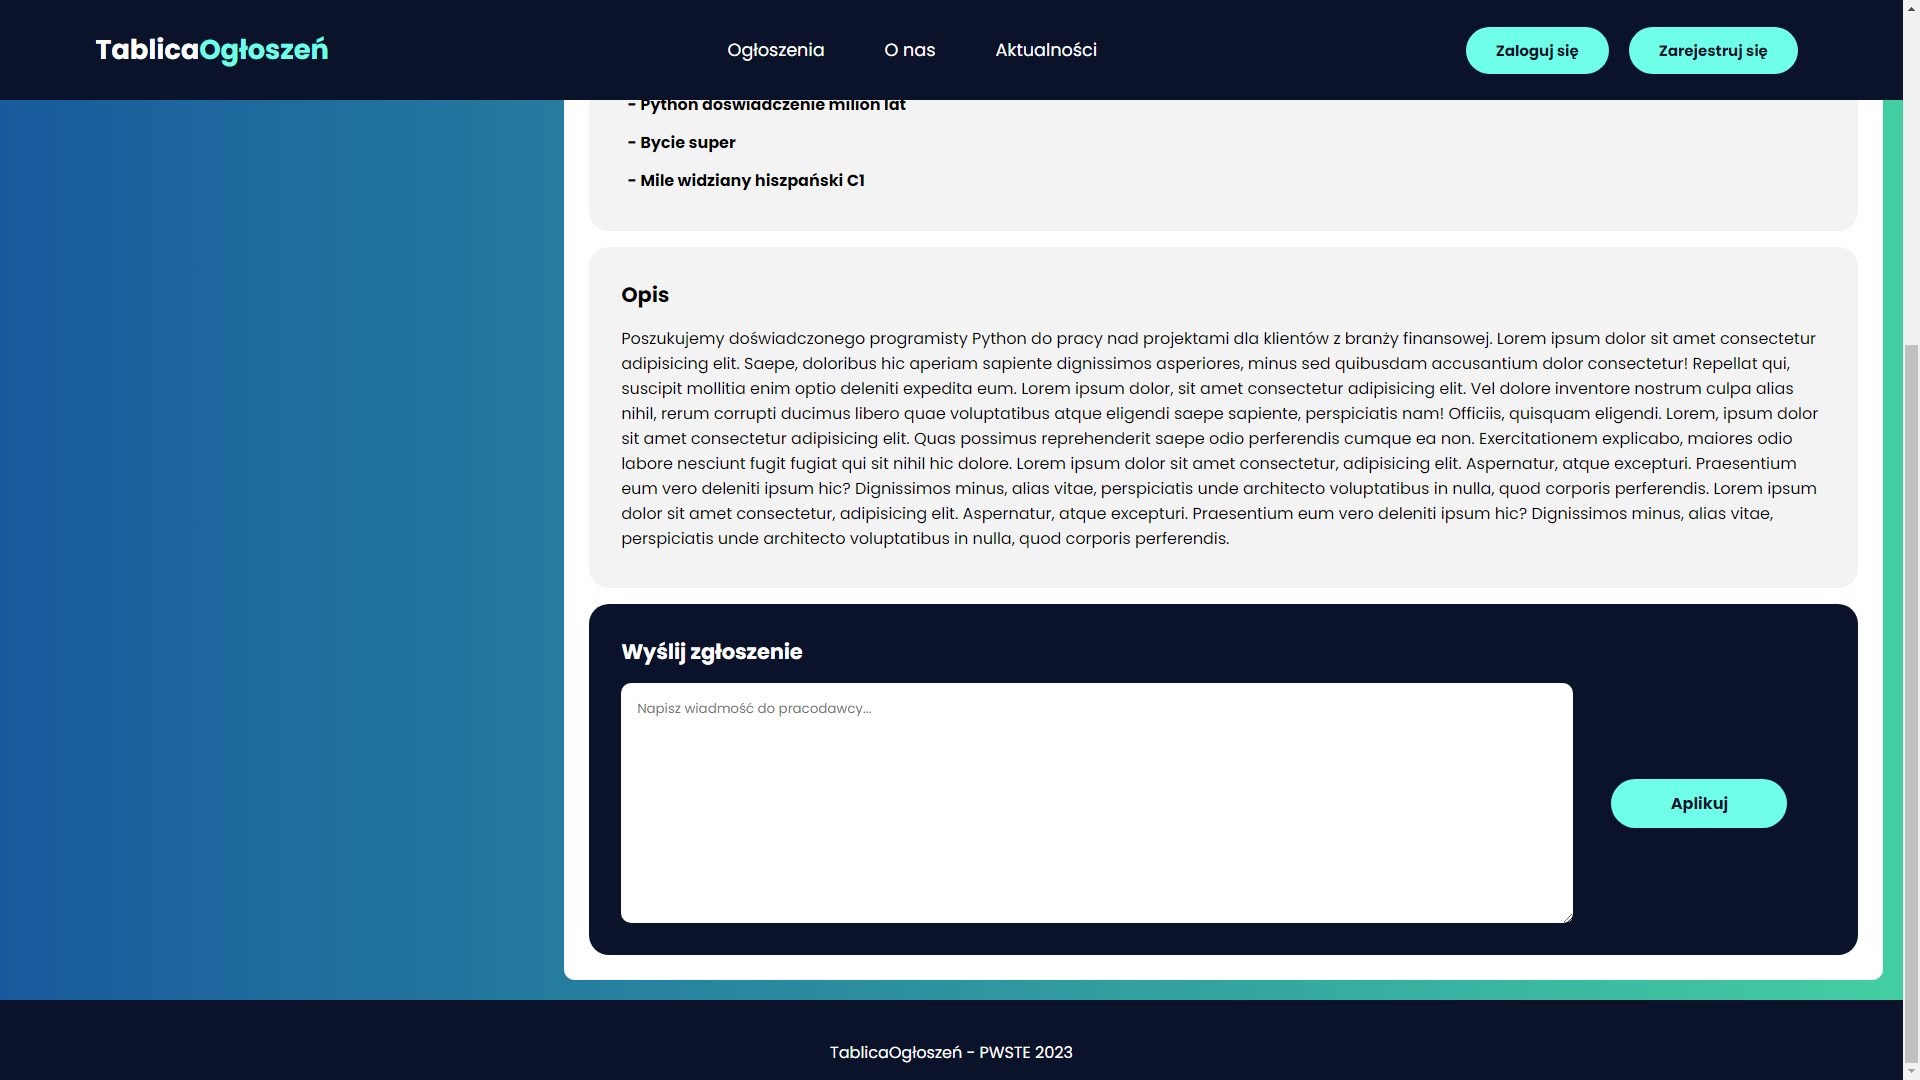 TablicaOgłoszeń
Ogłoszenia
O nas
Aktualności
Zaloguj się
Zarejestruj się
- Python doświadczenie milion lat
- Bycie super
- Mile widziany hiszpański C1
Opis
Poszukujemy doświadczonego programisty Python do pracy nad projektami dla klientów z branży finansowej. Lorem ipsum dolor sit amet consectetur
adipisicing elit. Saepe, doloribus hic aperiam sapiente dignissimos asperiores, minus sed quibusdam accusantium dolor consectetur! Repellat qui,
suscipit mollitia enim optio deleniti expedita eum. Lorem ipsum dolor, sit amet consectetur adipisicing elit. Vel dolore inventore nostrum culpa alias
nihil, rerum corrupti ducimus libero quae voluptatibus atque eligendi saepe sapiente, perspiciatis nam! Officiis, quisquam eligendi. Lorem, ipsum dolor
sit amet consectetur adipisicing elit. Quas possimus reprehenderit saepe odio perferendis cumque ea non. Exercitationem explicabo, maiores odio
labore nesciunt fugit fugiat qui sit nihil hic dolore. Lorem ipsum dolor sit amet consectetur, adipisicing elit. Aspernatur, atque excepturi. Praesentium
eum vero deleniti ipsum hic? Dignissimos minus, alias vitae, perspiciatis unde architecto voluptatibus in nulla, quod corporis perferendis. Lorem ipsum
dolor sit amet consectetur, adipisicing elit. Aspernatur, atque excepturi. Praesentium eum vero deleniti ipsum hic? Dignissimos minus, alias vitae,
perspiciatis unde architecto voluptatibus in nulla, quod corporis perferendis.
Wyślij zgłoszenie
Napisz wiadmość do pracodawcy...
Aplikuj
TablicaOgłoszeń - PWSTE 2023